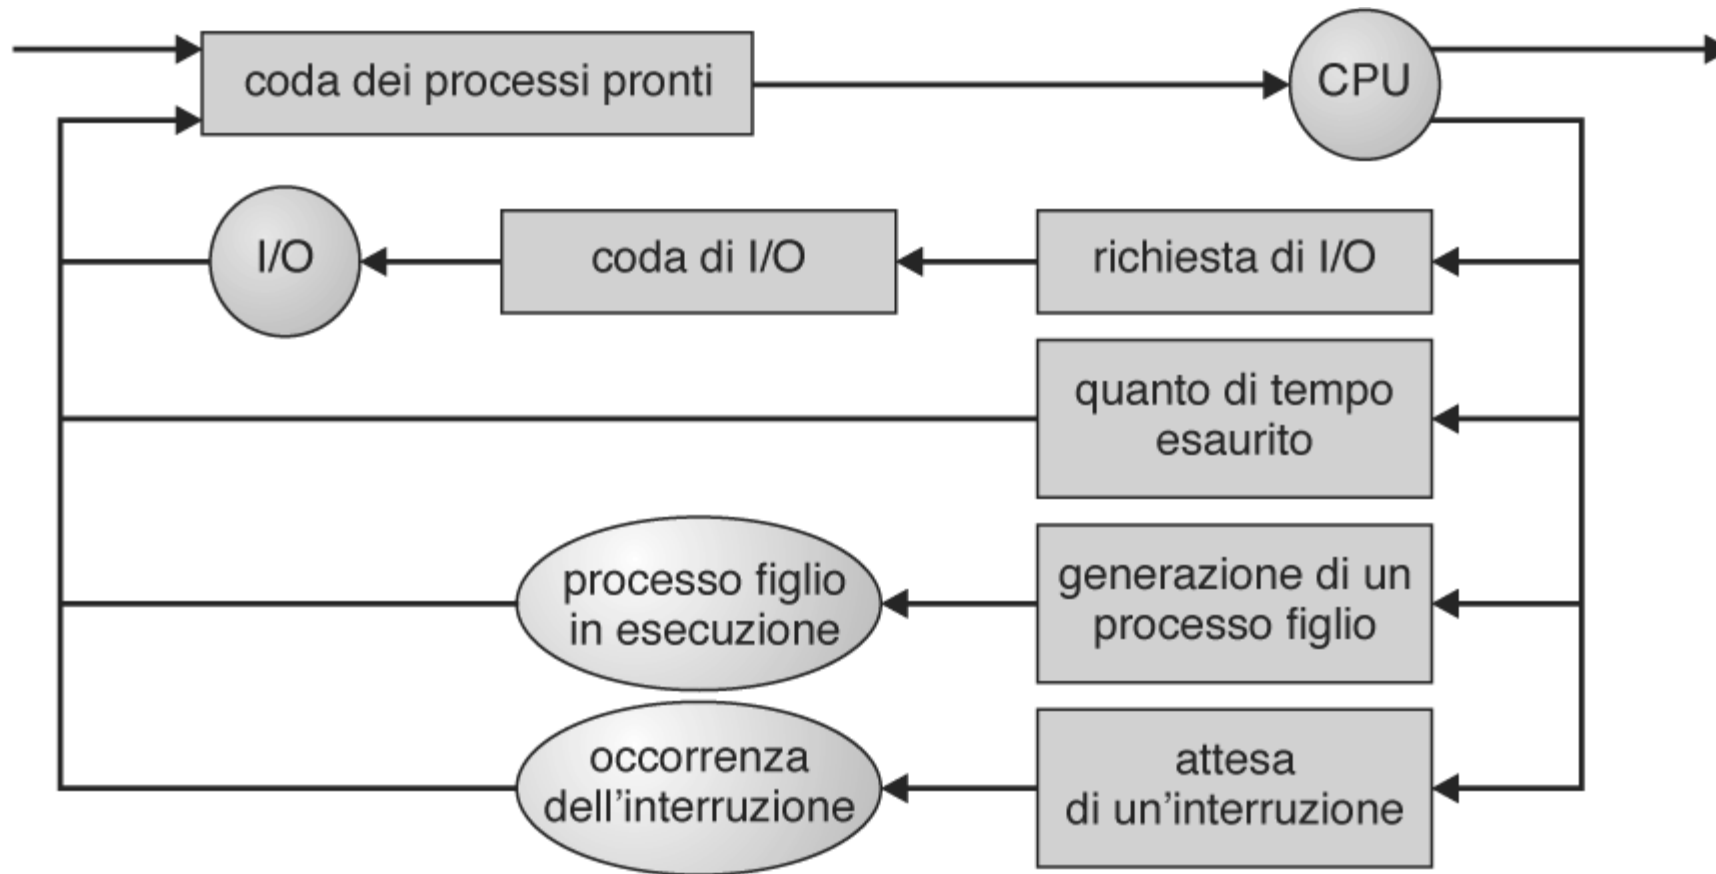 coda dei processi pronti
CPU
I/O
coda di I/O
richiesta di I/O
quanto di tempo
esaurito
processo figlio
in esecuzione
generazione di un
processo figlio
occorrenza
dell'interruzione
attesa
di un'interruzione